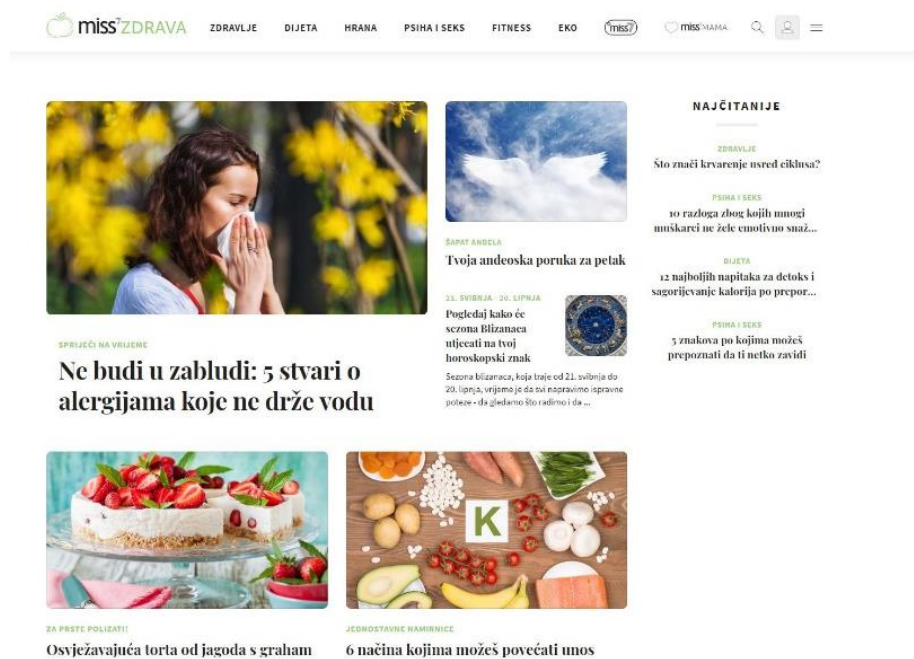 miss7ZDRAVA
ZDRAVLJE DIJETA HRANA PSIHA I SEKS FITNESS EKO miss7 miss7MAMA
ŠAPAT ANĐELA
Tvoja anđeoska poruka za petak
21. SVIBNJA - 20. LIPNJA
Pogledaj kako će
sezona Blizanaca
utjecati na tvoj
horoskopski znak
Sezona blizanaca, koja traje od 21. svibnja do
20. lipnja, vrijeme je da svi napravimo ispravne
poteze - da gledamo što radimo i da ...
SPRIJEČI NA VRIJEME
Ne budi u zabludi: 5 stvari o
alergijama koje ne drže vodu
NAJČITANIJE
ZDRAVLJE
Što znači krvarenje usred ciklusa?
PSIHA I SEKS
10 razloga zbog kojih mnogi
muškarci ne žele emotivno snaž...
DIJETA
12 najboljih napitaka za detoks i
sagorijevanje kalorija po prepor...
PSIHA I SEKS
5 znakova po kojima možeš
prepoznati da ti netko zavidi
K
ZA PRSTE POLIZATI!
Osvježavajuća torta od jagoda s graham
JEDNOSTAVNE NAMIRNICE
6 načina kojima možeš povećati unos